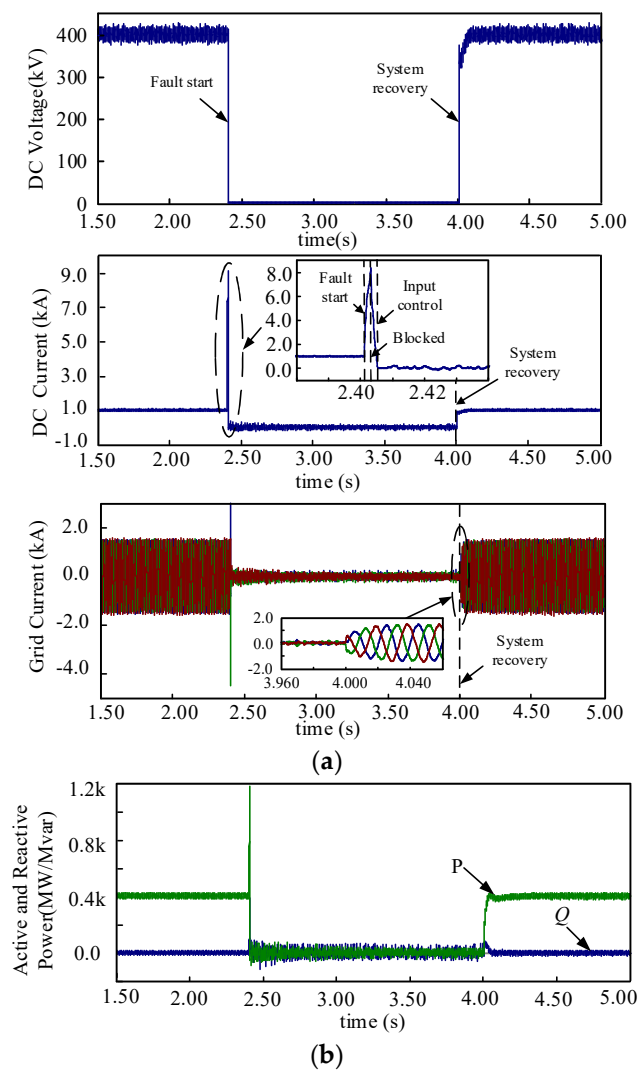 DC Voltage(kV)
400
300
200
100
0
Fault start
System
recovery
1.50 2.00 2.50 3.00 3.50 4.00 4.50 5.00
time(s)
DC Current (kA)
9.0
7.0
5.0
3.0
1.0
-1.0
8.0
6.0
4.0
2.0
0.0
Fault
start
Input
control
Blocked
2.40 2.42
System
recovery
1.50 2.00 2.50 3.00 3.50 4.00 4.50 5.00
time (s)
Grid Current (kA)
2.0
0.0
-2.0
-4.0
2.0
0.0
-2.0
3.960 4.000 4.040
System
recovery
1.50 2.00 2.50 3.00 3.50 4.00 4.50 5.00
time (s)
(a)
Active and Reactive
Power(MW/Mvar)
1.2k
0.8k
0.4k
0.0
P
Q
1.50 2.00 2.50 3.00 3.50 4.00 4.50 5.00
time (s)
(b)